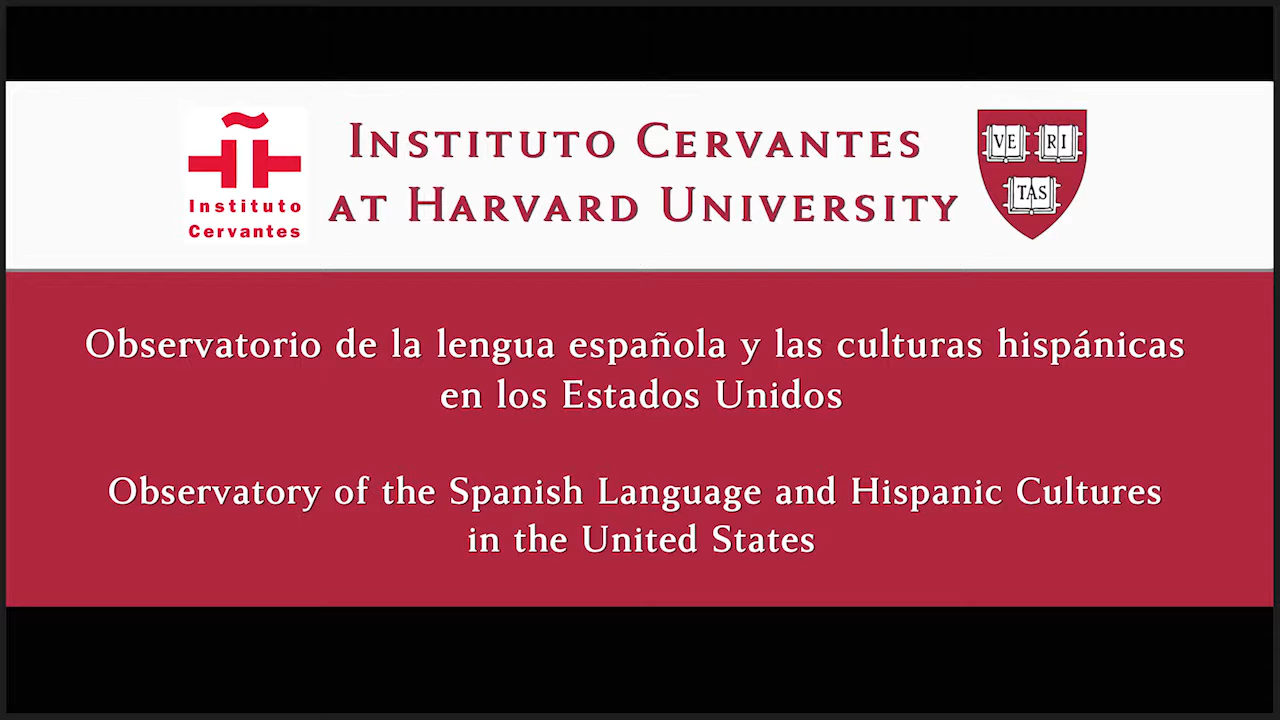 Instituto
Cervantes
INSTITUTO CERVANTES
AT HARVARD UNIVERSITY
VE RI
TAS
Observatorio de la lengua española y las culturas hispánicas
en los Estados Unidos
Observatory of the Spanish Language and Hispanic Cultures
in the United States